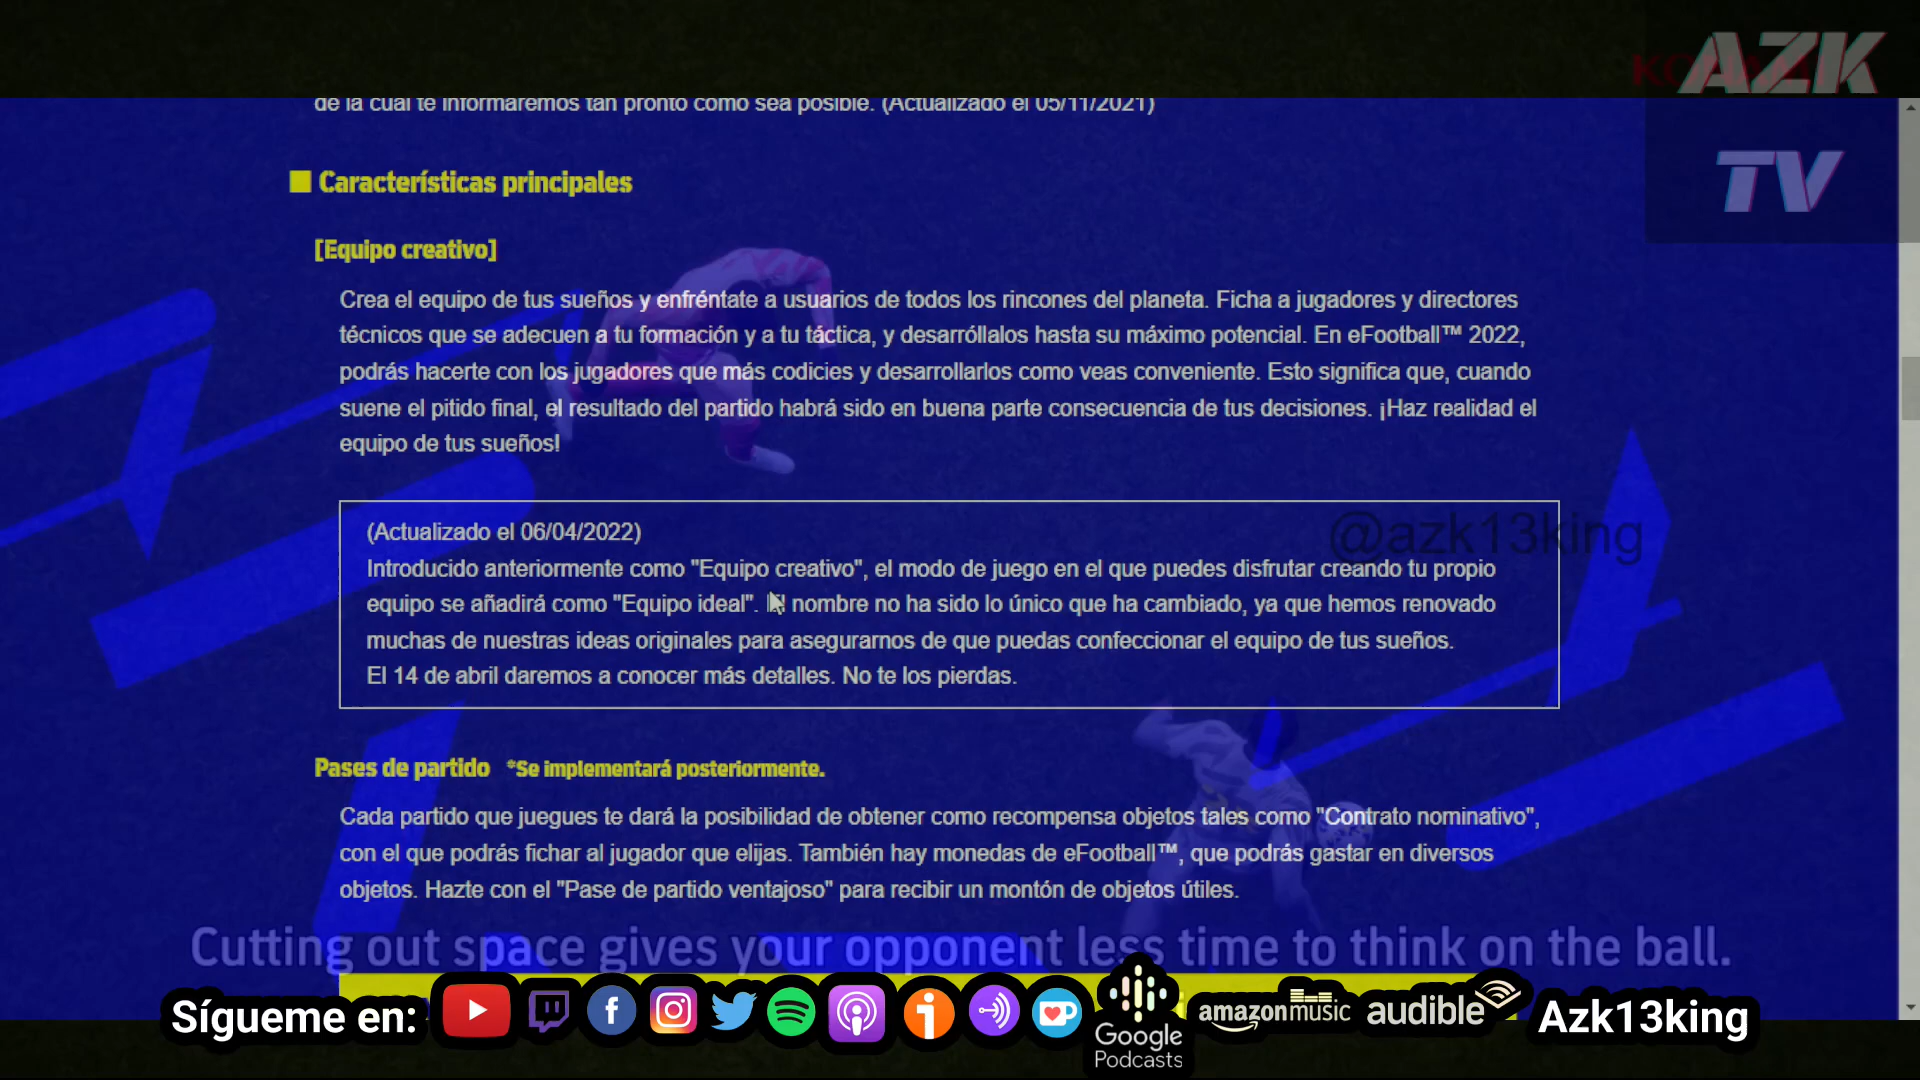 AZK
TV
de la cual te informaremos tan pronto como sea posible. (Actualizado el 05/11/2021)
Características principales
[Equipo creativo]
Crea el equipo de tus sueños y enfréntate a usuarios de todos los rincones del planeta. Ficha a jugadores y directores
técnicos que se adecuen a tu formación y a tu táctica, y desarróllalos hasta su máximo potencial. En eFootball™ 2022,
podrás hacerte con los jugadores que más codicies y desarrollarlos como veas conveniente. Esto significa que, cuando
suene el pitido final, el resultado del partido habrá sido en buena parte consecuencia de tus decisiones. ¡Haz realidad el
equipo de tus sueños!
(Actualizado el 06/04/2022)
@azk13king
Introducido anteriormente como "Equipo creativo", el modo de juego en el que puedes disfrutar creando tu propio
equipo se añadirá como "Equipo ideal". El nombre no ha sido lo único que ha cambiado, ya que hemos renovado
muchas de nuestras ideas originales para asegurarnos de que puedas confeccionar el equipo de tus sueños.
El 14 de abril daremos a conocer más detalles. No te los pierdas.
Pases de partido *Se implementará posteriormente.
Cada partido que juegues te dará la posibilidad de obtener como recompensa objetos tales como "Contrato nominativo",
con el que podrás fichar al jugador que elijas. También hay monedas de eFootball™, que podrás gastar en diversos
objetos. Hazte con el "Pase de partido ventajoso" para recibir un montón de objetos útiles.
Cutting out space gives your opponent less time to think on the ball.
Sígueme en: Google Podcasts amazon music audible Azk13king